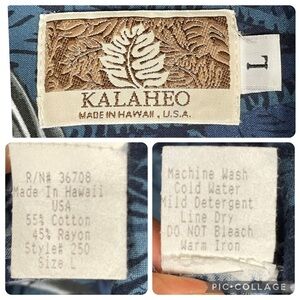 KALAHEO
MADE IN HAWAII, U.S.A.
L
R/N# 36708
Made In Hawaii
USA
55% Cotton
45% Rayon
Style# 250
Size L
Machine Wash
Cold Water
Mild Detergent
Line Dry
DO NOT Bleach
Warm Iron
PIC•COLLAGE